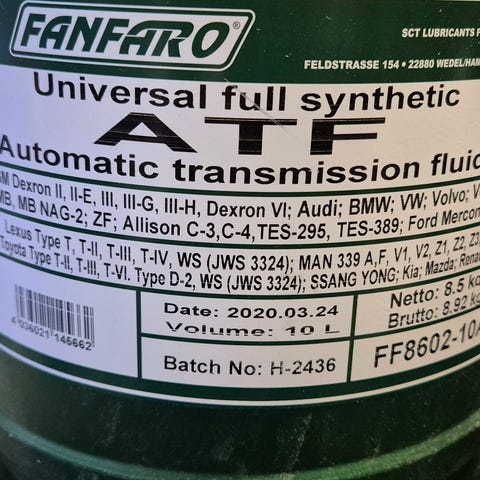 FANFARO®
SCT LUBRICANTS
FELDSTRASSE 154 • 22880 WEDEL/HAM
Universal full synthetic
ATF
Automatic transmission fluid
GM Dexron II, II-E, III, III-G, III-H, Dexron VI; Audi; BMW; VW; Volvo;
MB, MB NAG-2; ZF; Allison C-3,C-4,TES-295, TES-389; Ford Mercon
Lexus Type T, T-II, T-III, T-IV, WS (JWS 3324); MAN 339 A,F, V1, V2, Z1, Z2, Z3,
Toyota Type T-II, T-III, T-VI. Type D-2, WS (JWS 3324); SSANG YONG; Kia; Mazda; Renau
4 036021 145662
Date: 2020.03.24
Volume: 10 L
Netto: 8.5 kg
Brutto: 8.92 kg
Batch No: H-2436
FF8602-10